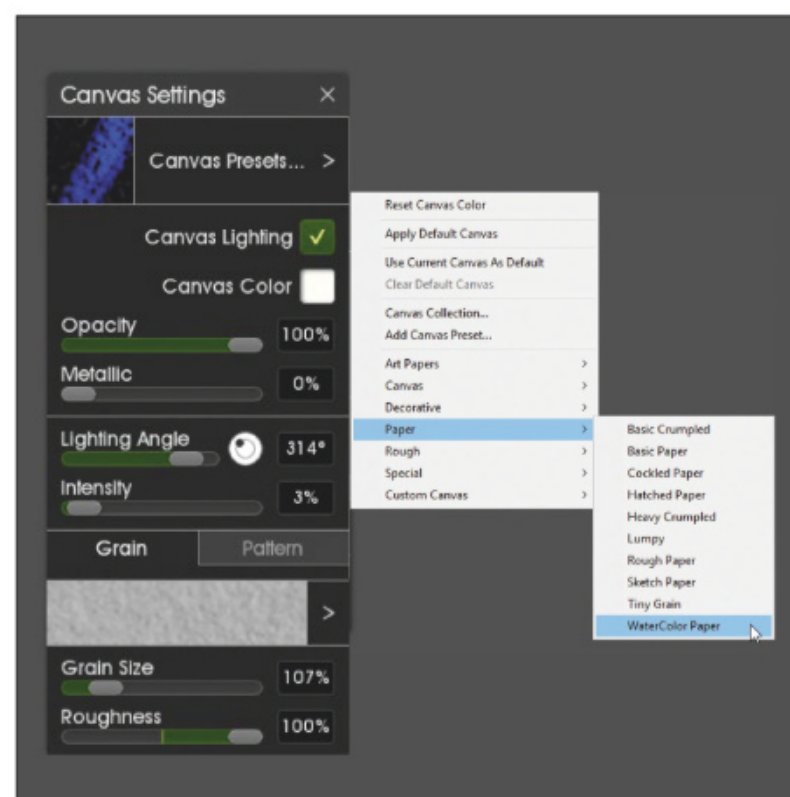 Canvas Settings ×
Canvas Presets... >
Canvas Lighting ✓
Canvas Color
Opacity 100%
Metallic 0%
Lighting Angle 314°
Intensity 3%
Grain Pattern
>
Grain Size 107%
Roughness 100%
Reset Canvas Color
Apply Default Canvas
Use Current Canvas As Default
Clear Default Canvas
Canvas Collection...
Add Canvas Preset...
Art Papers >
Canvas >
Decorative >
Paper >
Rough >
Special >
Custom Canvas >
Basic Crumpled
Basic Paper
Cockled Paper
Hatched Paper
Heavy Crumpled
Lumpy
Rough Paper
Sketch Paper
Tiny Grain
WaterColor Paper